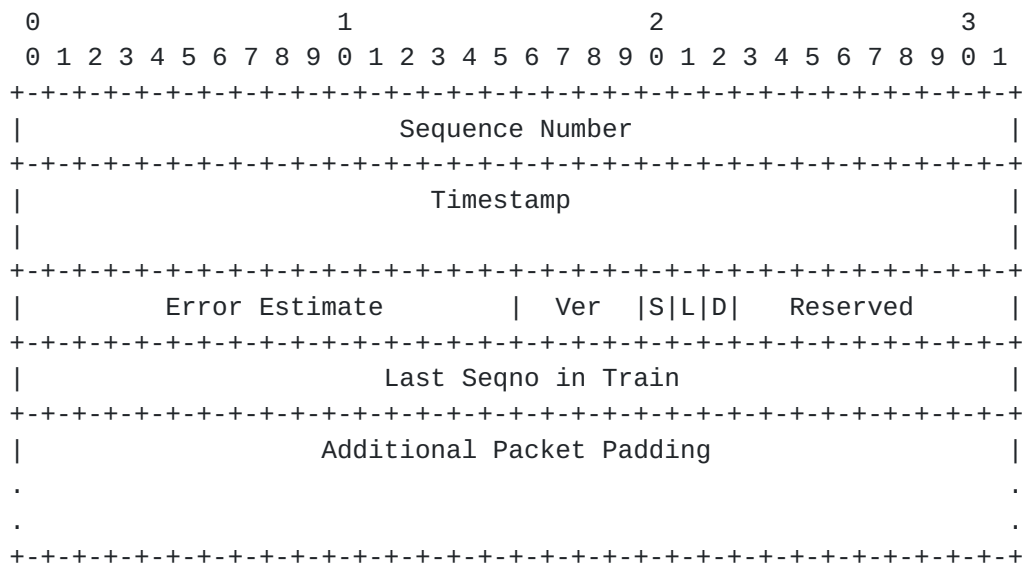 0                   1                   2                   3
 0 1 2 3 4 5 6 7 8 9 0 1 2 3 4 5 6 7 8 9 0 1 2 3 4 5 6 7 8 9 0 1
+-+-+-+-+-+-+-+-+-+-+-+-+-+-+-+-+-+-+-+-+-+-+-+-+-+-+-+-+-+-+-+-+
|                        Sequence Number                        |
+-+-+-+-+-+-+-+-+-+-+-+-+-+-+-+-+-+-+-+-+-+-+-+-+-+-+-+-+-+-+-+-+
|                          Timestamp                            |
|                                                               |
+-+-+-+-+-+-+-+-+-+-+-+-+-+-+-+-+-+-+-+-+-+-+-+-+-+-+-+-+-+-+-+-+
|         Error Estimate        |  Ver  |S|L|D|   Reserved      |
+-+-+-+-+-+-+-+-+-+-+-+-+-+-+-+-+-+-+-+-+-+-+-+-+-+-+-+-+-+-+-+-+
|                       Last Seqno in Train                     |
+-+-+-+-+-+-+-+-+-+-+-+-+-+-+-+-+-+-+-+-+-+-+-+-+-+-+-+-+-+-+-+-+
|                   Additional Packet Padding                   |
.                                                               .
.                                                               .
+-+-+-+-+-+-+-+-+-+-+-+-+-+-+-+-+-+-+-+-+-+-+-+-+-+-+-+-+-+-+-+-+